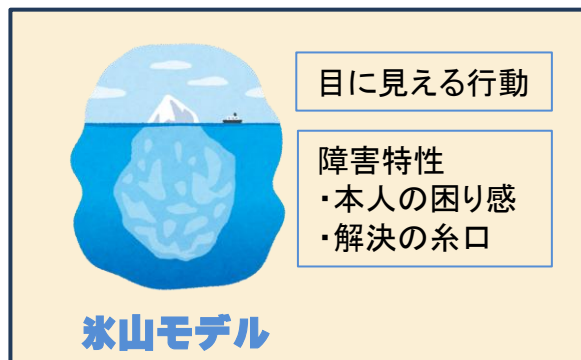 目に見える行動
障害特性
・本人の困り感
・解決の糸口
氷山モデル